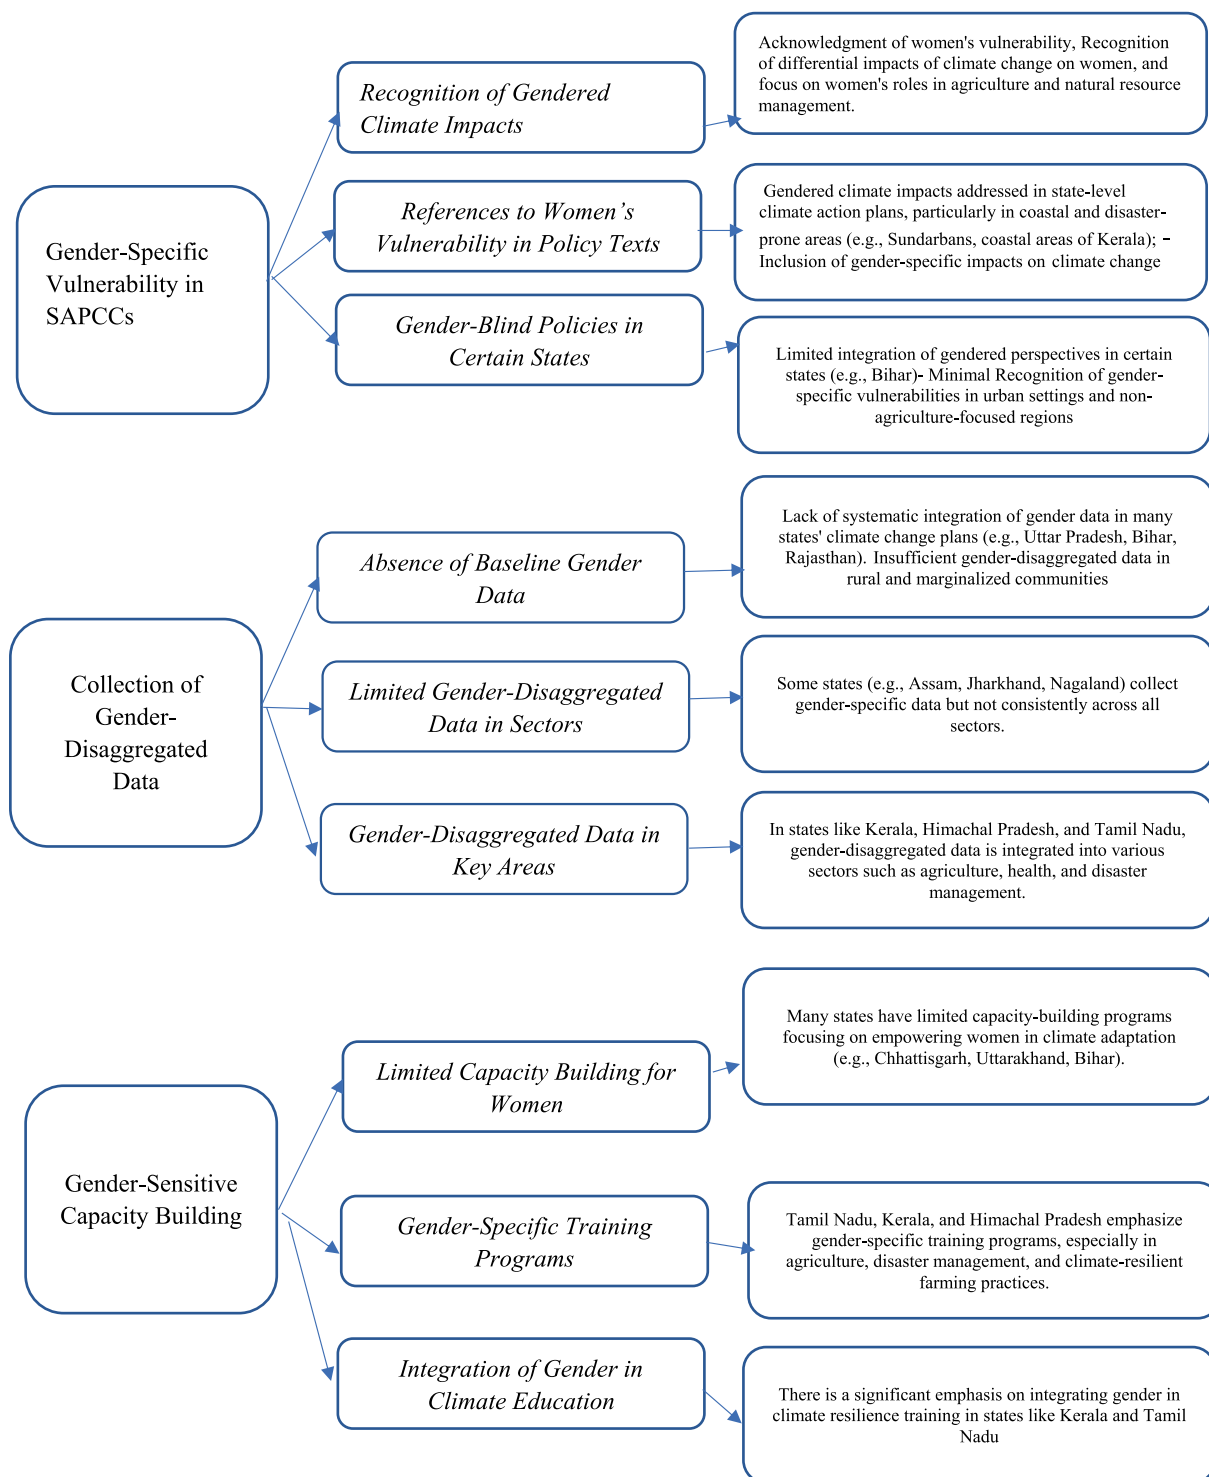 Gender-Specific
Vulnerability in
SAPCCs
Recognition of Gendered
Climate Impacts
Acknowledgment of women's vulnerability, Recognition
of differential impacts of climate change on women, and
focus on women's roles in agriculture and natural resource
management.
References to Women’s
Vulnerability in Policy Texts
Gendered climate impacts addressed in state-level
climate action plans, particularly in coastal and disaster-
prone areas (e.g., Sundarbans, coastal areas of Kerala); -
Inclusion of gender-specific impacts on climate change
Gender-Blind Policies in
Certain States
Limited integration of gendered perspectives in certain
states (e.g., Bihar)- Minimal Recognition of gender-
specific vulnerabilities in urban settings and non-
agriculture-focused regions
Collection of
Gender-
Disaggregated
Data
Absence of Baseline Gender
Data
Lack of systematic integration of gender data in many
states' climate change plans (e.g., Uttar Pradesh, Bihar,
Rajasthan). Insufficient gender-disaggregated data in
rural and marginalized communities
Limited Gender-Disaggregated
Data in Sectors
Some states (e.g., Assam, Jharkhand, Nagaland) collect
gender-specific data but not consistently across all
sectors.
Gender-Disaggregated Data in
Key Areas
In states like Kerala, Himachal Pradesh, and Tamil Nadu,
gender-disaggregated data is integrated into various
sectors such as agriculture, health, and disaster
management.
Gender-Sensitive
Capacity Building
Limited Capacity Building for
Women
Many states have limited capacity-building programs
focusing on empowering women in climate adaptation
(e.g., Chhattisgarh, Uttarakhand, Bihar).
Gender-Specific Training
Programs
Tamil Nadu, Kerala, and Himachal Pradesh emphasize
gender-specific training programs, especially in
agriculture, disaster management, and climate-resilient
farming practices.
Integration of Gender in
Climate Education
There is a significant emphasis on integrating gender in
climate resilience training in states like Kerala and Tamil
Nadu